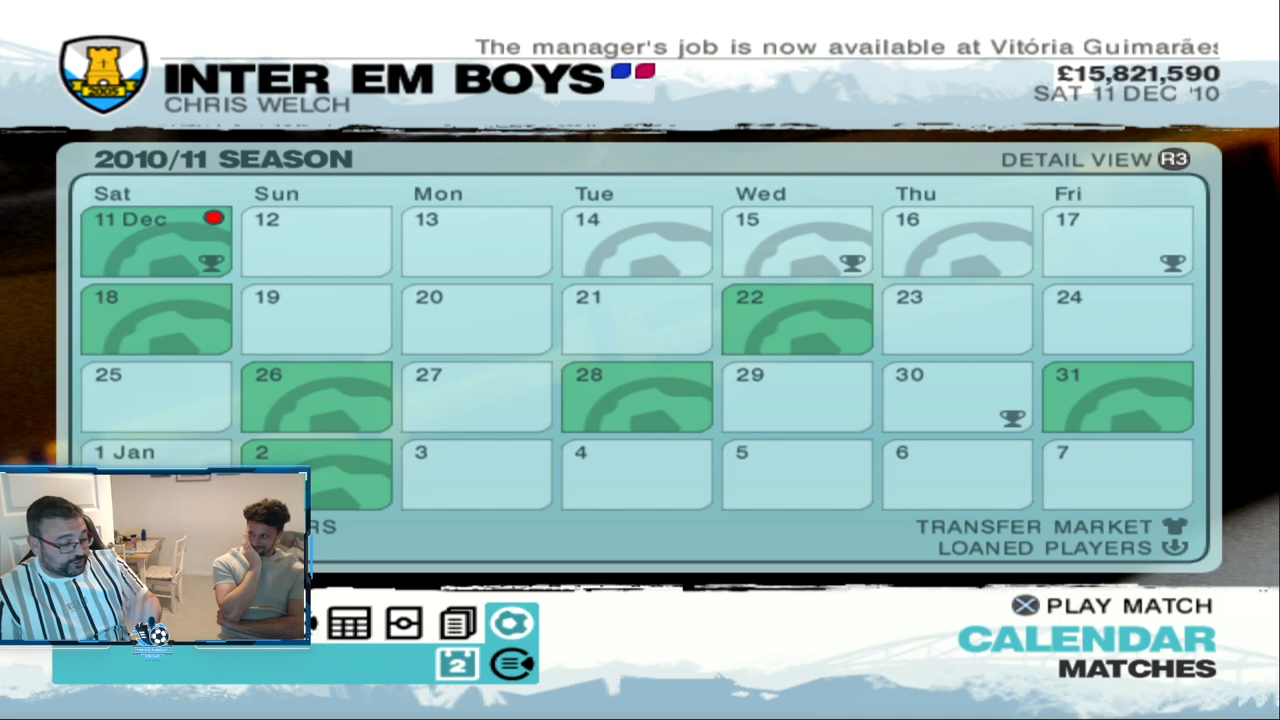 The manager's job is now available at Vitória Guimarães
INTER EM BOYS
CHRIS WELCH
£15,821,590
SAT 11 DEC '10
2005
2010/11 SEASON
DETAIL VIEW R3
Sat Sun Mon Tue Wed Thu Fri
11 Dec 12 13 14 15 16 17
18 19 20 21 22 23 24
25 26 27 28 29 30 31
1 Jan 2 3 4 5 6 7
RS
TRANSFER MARKET
LOANED PLAYERS
PLAY MATCH
CALENDAR
2
MATCHES